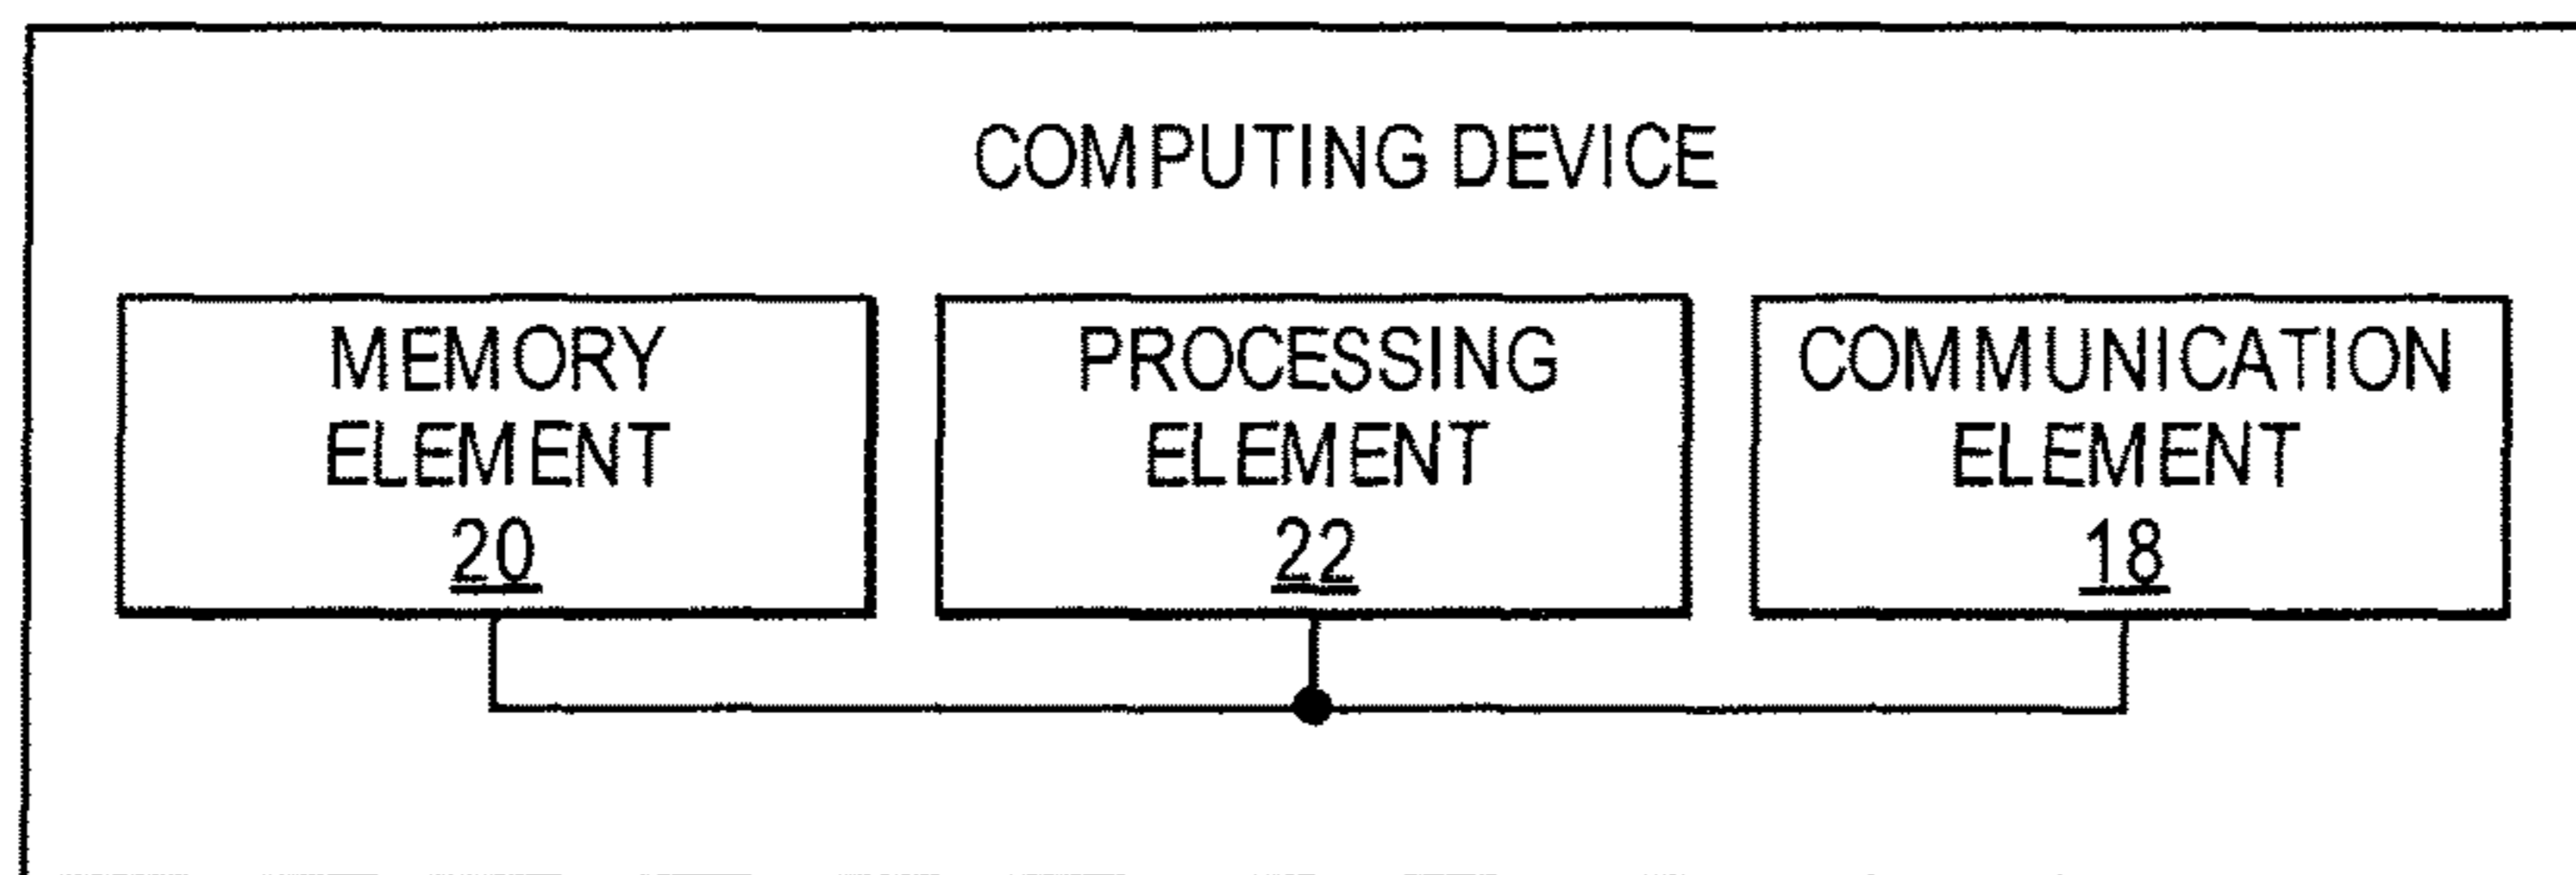 COMPUTING DEVICE
MEMORY
ELEMENT
20
PROCESSING
ELEMENT
22
COMMUNICATION
ELEMENT
18